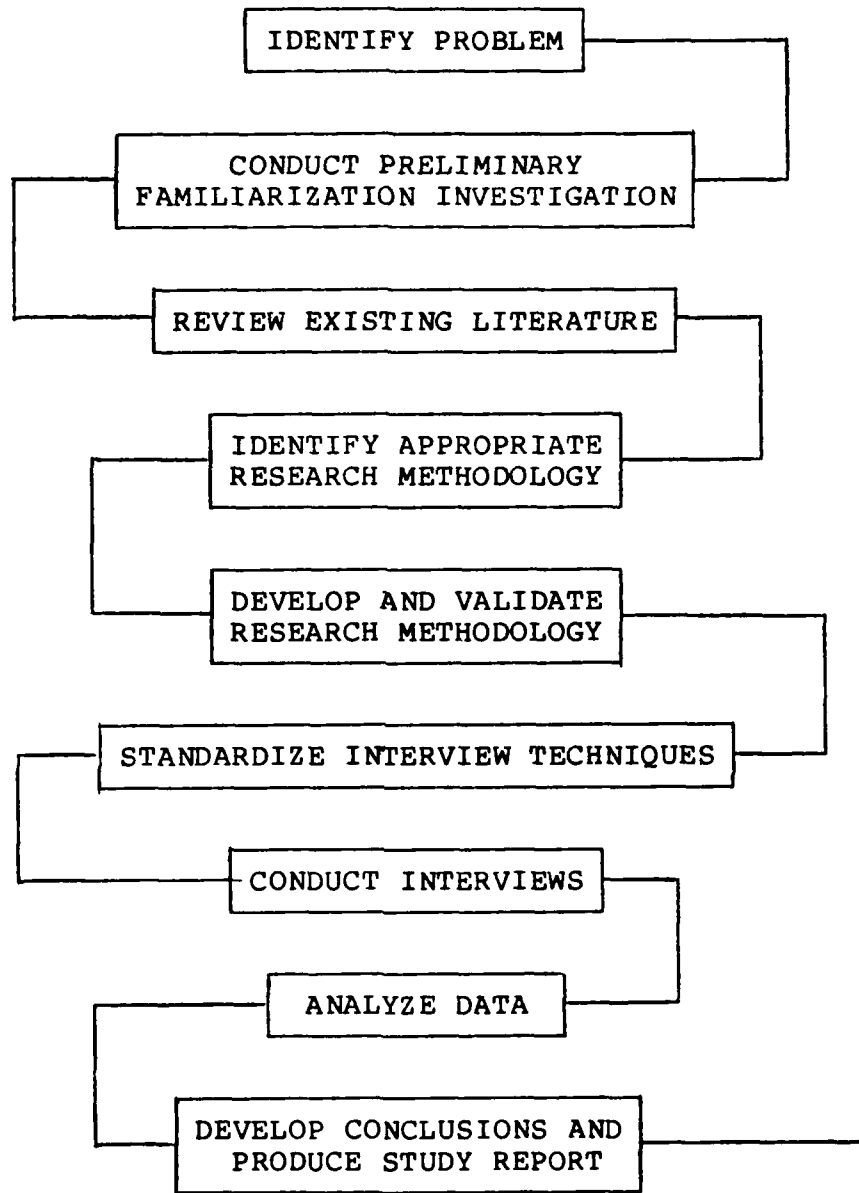 IDENTIFY PROBLEM
CONDUCT PRELIMINARY
FAMILIARIZATION INVESTIGATION
REVIEW EXISTING LITERATURE
IDENTIFY APPROPRIATE
RESEARCH METHODOLOGY
DEVELOP AND VALIDATE
RESEARCH METHODOLOGY
STANDARDIZE INTERVIEW TECHNIQUES
CONDUCT INTERVIEWS
ANALYZE DATA
DEVELOP CONCLUSIONS AND
PRODUCE STUDY REPORT